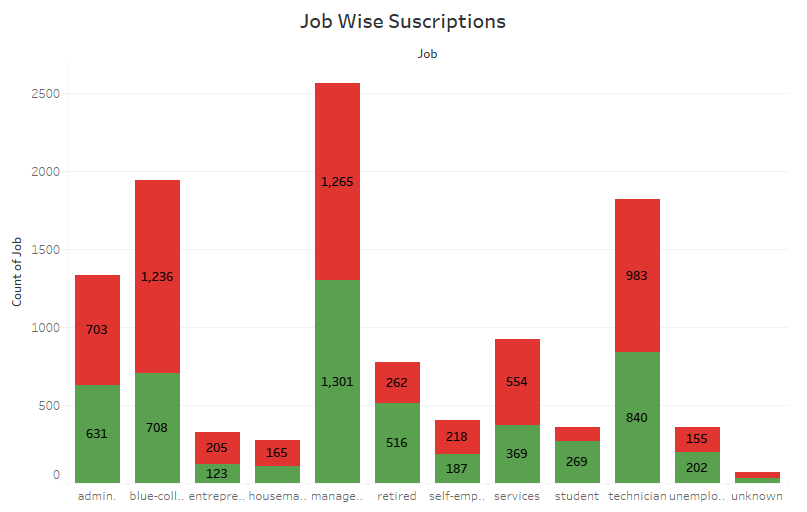 Job Wise Suscriptions
Job
Count of Job
2500
2000
1500
1000
500
0
703
631
1,236
708
205
123
165
1,265
1,301
262
516
218
187
554
369
269
983
840
155
202
admin.
blue-coll..
entrepre..
housema..
manage..
retired
self-emp..
services
student
technician
unemplo..
unknown